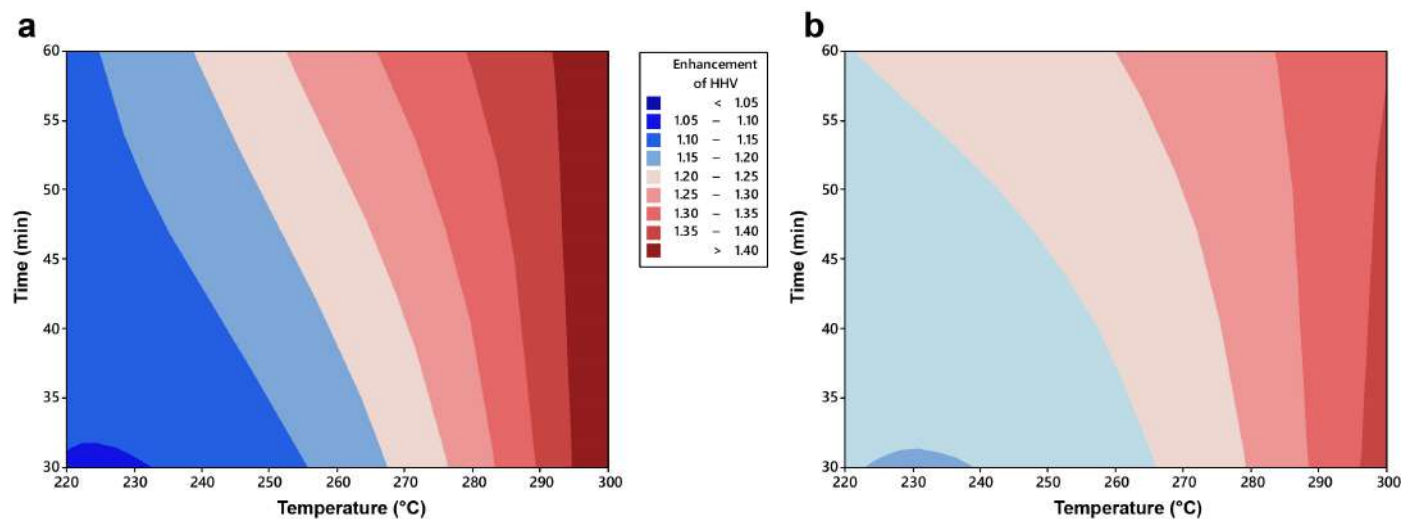 a
60
55
50
45
40
35
30
Time (min)
220 230 240 250 260 270 280 290 300
Temperature (°C)
Enhancement
of HHV
< 1.05
1.05 – 1.10
1.10 – 1.15
1.15 – 1.20
1.20 – 1.25
1.25 – 1.30
1.30 – 1.35
1.35 – 1.40
> 1.40
b
60
55
50
45
40
35
30
Time (min)
220 230 240 250 260 270 280 290 300
Temperature (°C)